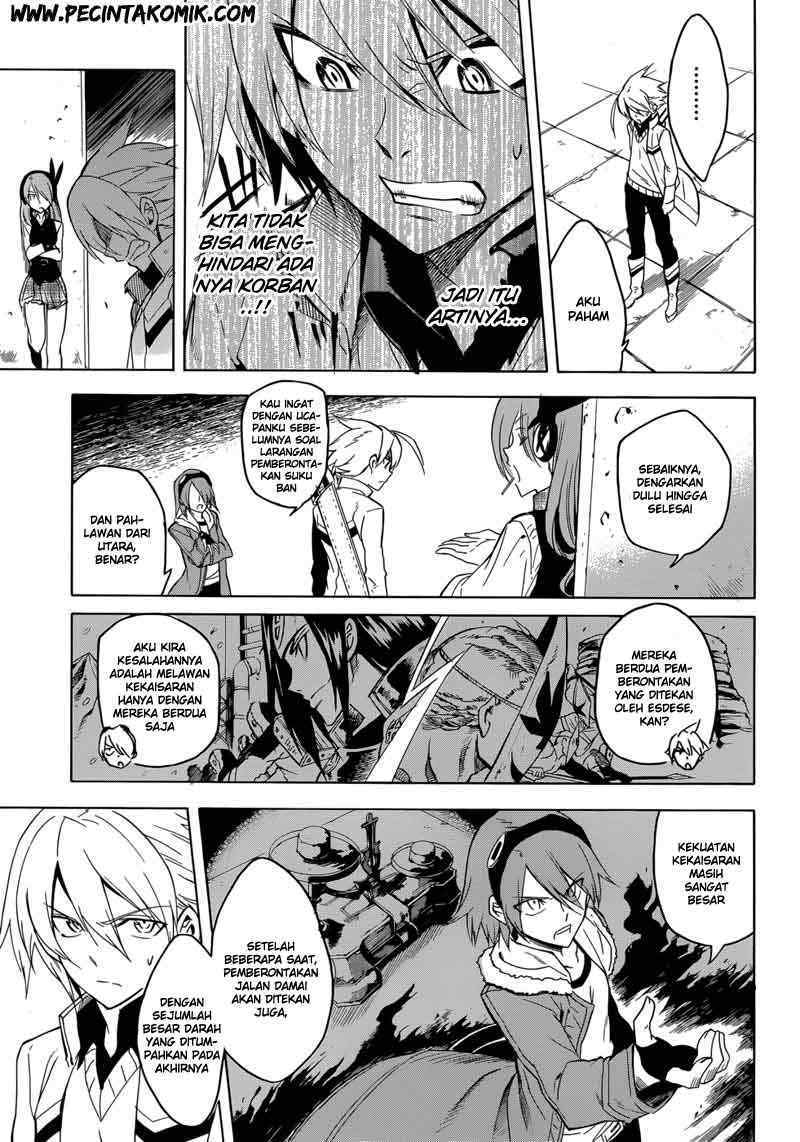 WWW.PECINTAKOMIK.COM
.........
AKU
PAHAM
JADI ITU
ARTINYA...
KITA TIDAK
BISA MENG-
HINDARI ADA
NYA KORBAN
..!!
SEBAIKNYA,
DENGARKAN
DULU HINGGA
SELESAI
KAU INGAT
DENGAN UCA-
PANKU SEBE-
LUMNYA SOAL
LARANGAN
PEMBERONTA-
KAN SUKU
BAN
DAN PAH-
LAWAN DARI
UTARA,
BENAR?
MEREKA
BERDUA PEM-
BERONTAKAN
YANG DITEKAN
OLEH ESDESE,
KAN?
AKU KIRA
KESALAHANNYA
ADALAH MELAWAN
KEKAISARAN
HANYA DENGAN
MEREKA BERDUA
SAJA
KEKUATAN
KEKAISARAN
MASIH
SANGAT
BESAR
SETELAH
BEBERAPA SAAT,
PEMBERONTAKAN
JALAN DAMAI
AKAN DITEKAN
JUGA,
DENGAN
SEJUMLAH
BESAR DARAH
YANG DITUM-
PAHKAN PADA
AKHIRNYA